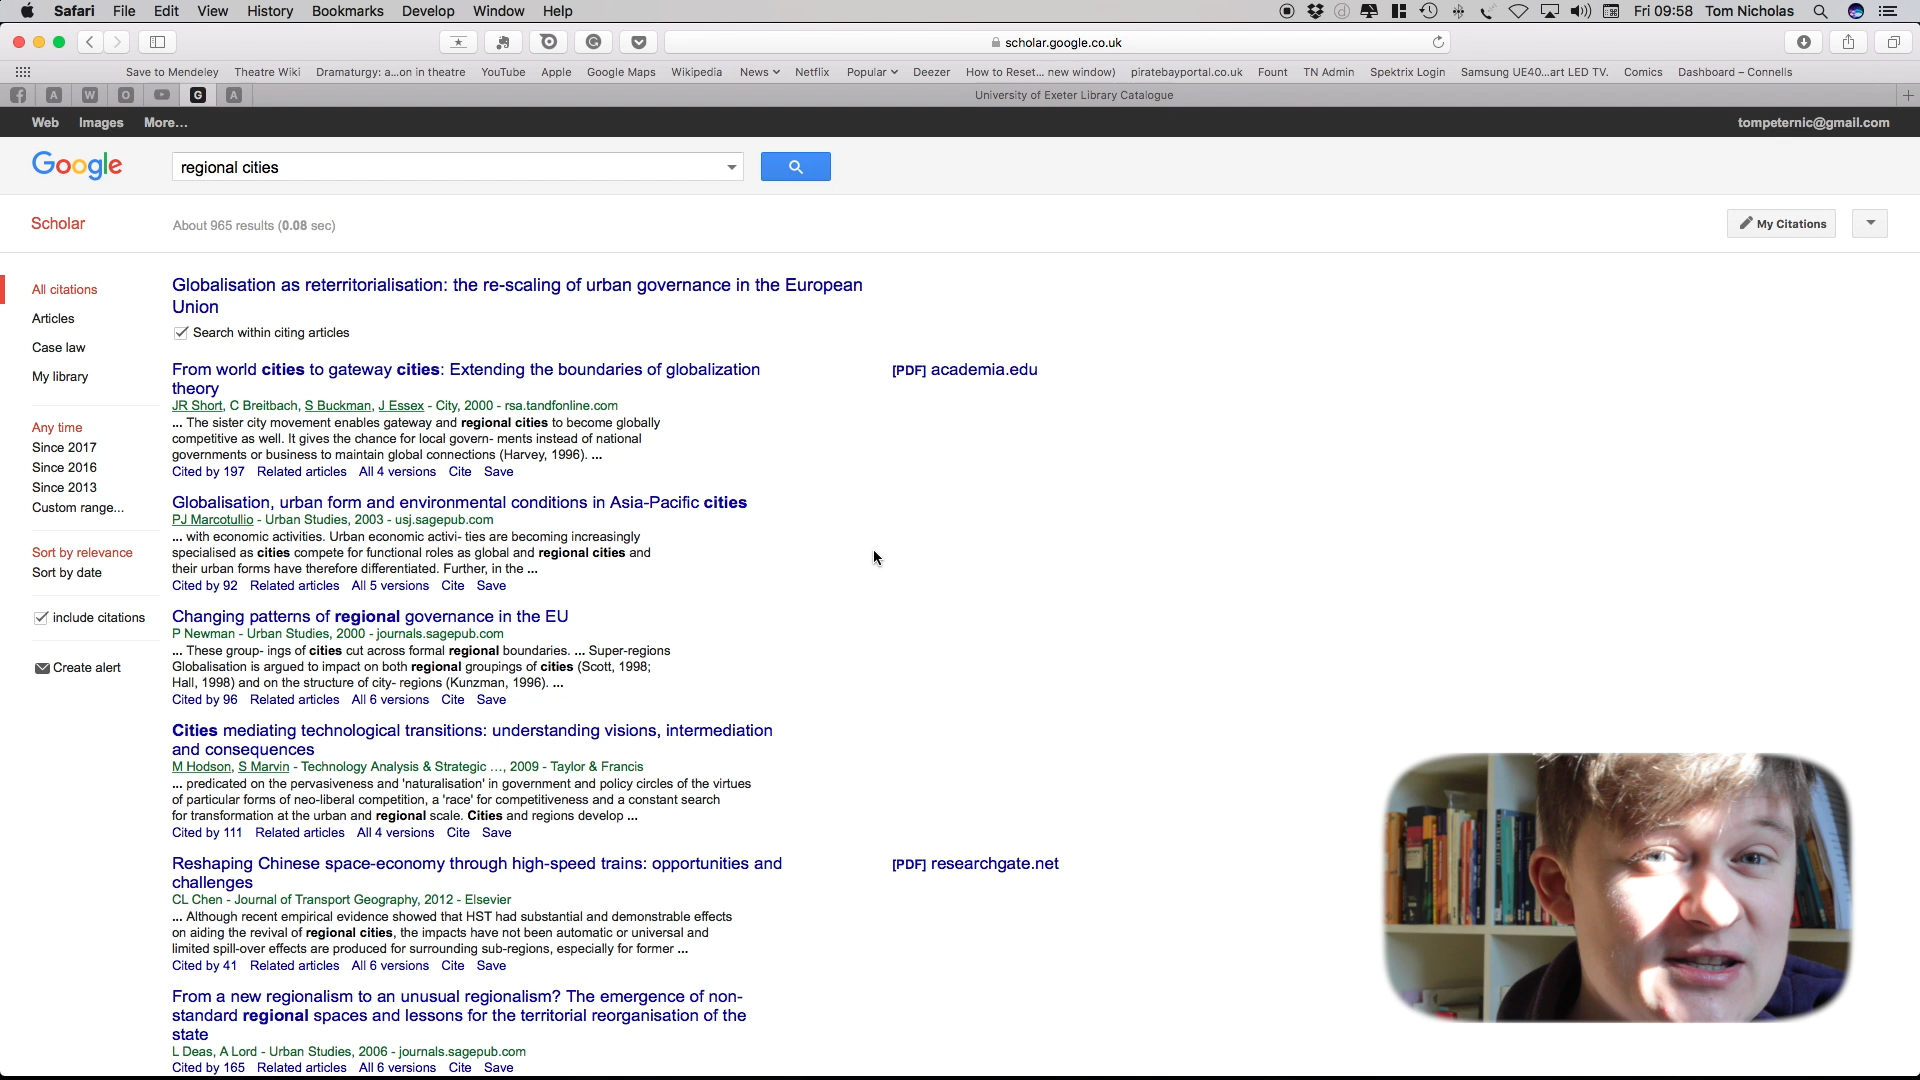 Safari File Edit View History Bookmarks Develop Window Help Fri 09:58 Tom Nicholas
scholar.google.co.uk
Save to Mendeley Theatre Wiki Dramaturgy: a...on in theatre YouTube Apple Google Maps Wikipedia News Netflix Popular Deezer How to Reset... new window) piratebayportal.co.uk Fount TN Admin Spektrix Login Samsung UE40...art LED TV. Comics Dashboard – Connells
A W O G A University of Exeter Library Catalogue
Web Images More... tompeternic@gmail.com
Google regional cities
Scholar About 965 results (0.08 sec) My Citations
All citations
Articles
Case law
My library
Any time
Since 2017
Since 2016
Since 2013
Custom range...
Sort by relevance
Sort by date
include citations
Create alert
Globalisation as reterritorialisation: the re-scaling of urban governance in the European
Union
Search within citing articles
From world cities to gateway cities: Extending the boundaries of globalization
theory
[PDF] academia.edu
JR Short, C Breitbach, S Buckman, J Essex - City, 2000 - rsa.tandfonline.com
... The sister city movement enables gateway and regional cities to become globally
competitive as well. It gives the chance for local govern- ments instead of national
governments or business to maintain global connections (Harvey, 1996). ...
Cited by 197 Related articles All 4 versions Cite Save
Globalisation, urban form and environmental conditions in Asia-Pacific cities
PJ Marcotullio - Urban Studies, 2003 - usj.sagepub.com
... with economic activities. Urban economic activi- ties are becoming increasingly
specialised as cities compete for functional roles as global and regional cities and
their urban forms have therefore differentiated. Further, in the ...
Cited by 92 Related articles All 5 versions Cite Save
Changing patterns of regional governance in the EU
P Newman - Urban Studies, 2000 - journals.sagepub.com
... These group- ings of cities cut across formal regional boundaries. ... Super-regions
Globalisation is argued to impact on both regional groupings of cities (Scott, 1998;
Hall, 1998) and on the structure of city- regions (Kunzman, 1996). ...
Cited by 96 Related articles All 6 versions Cite Save
Cities mediating technological transitions: understanding visions, intermediation
and consequences
M Hodson, S Marvin - Technology Analysis & Strategic ..., 2009 - Taylor & Francis
... predicated on the pervasiveness and 'naturalisation' in government and policy circles of the virtues
of particular forms of neo-liberal competition, a 'race' for competitiveness and a constant search
for transformation at the urban and regional scale. Cities and regions develop ...
Cited by 111 Related articles All 4 versions Cite Save
Reshaping Chinese space-economy through high-speed trains: opportunities and
challenges
[PDF] researchgate.net
CL Chen - Journal of Transport Geography, 2012 - Elsevier
... Although recent empirical evidence showed that HST had substantial and demonstrable effects
on aiding the revival of regional cities, the impacts have not been automatic or universal and
limited spill-over effects are produced for surrounding sub-regions, especially for former ...
Cited by 41 Related articles All 6 versions Cite Save
From a new regionalism to an unusual regionalism? The emergence of non-
standard regional spaces and lessons for the territorial reorganisation of the
state
L Deas, A Lord - Urban Studies, 2006 - journals.sagepub.com
Cited by 165 Related articles All 6 versions Cite Save